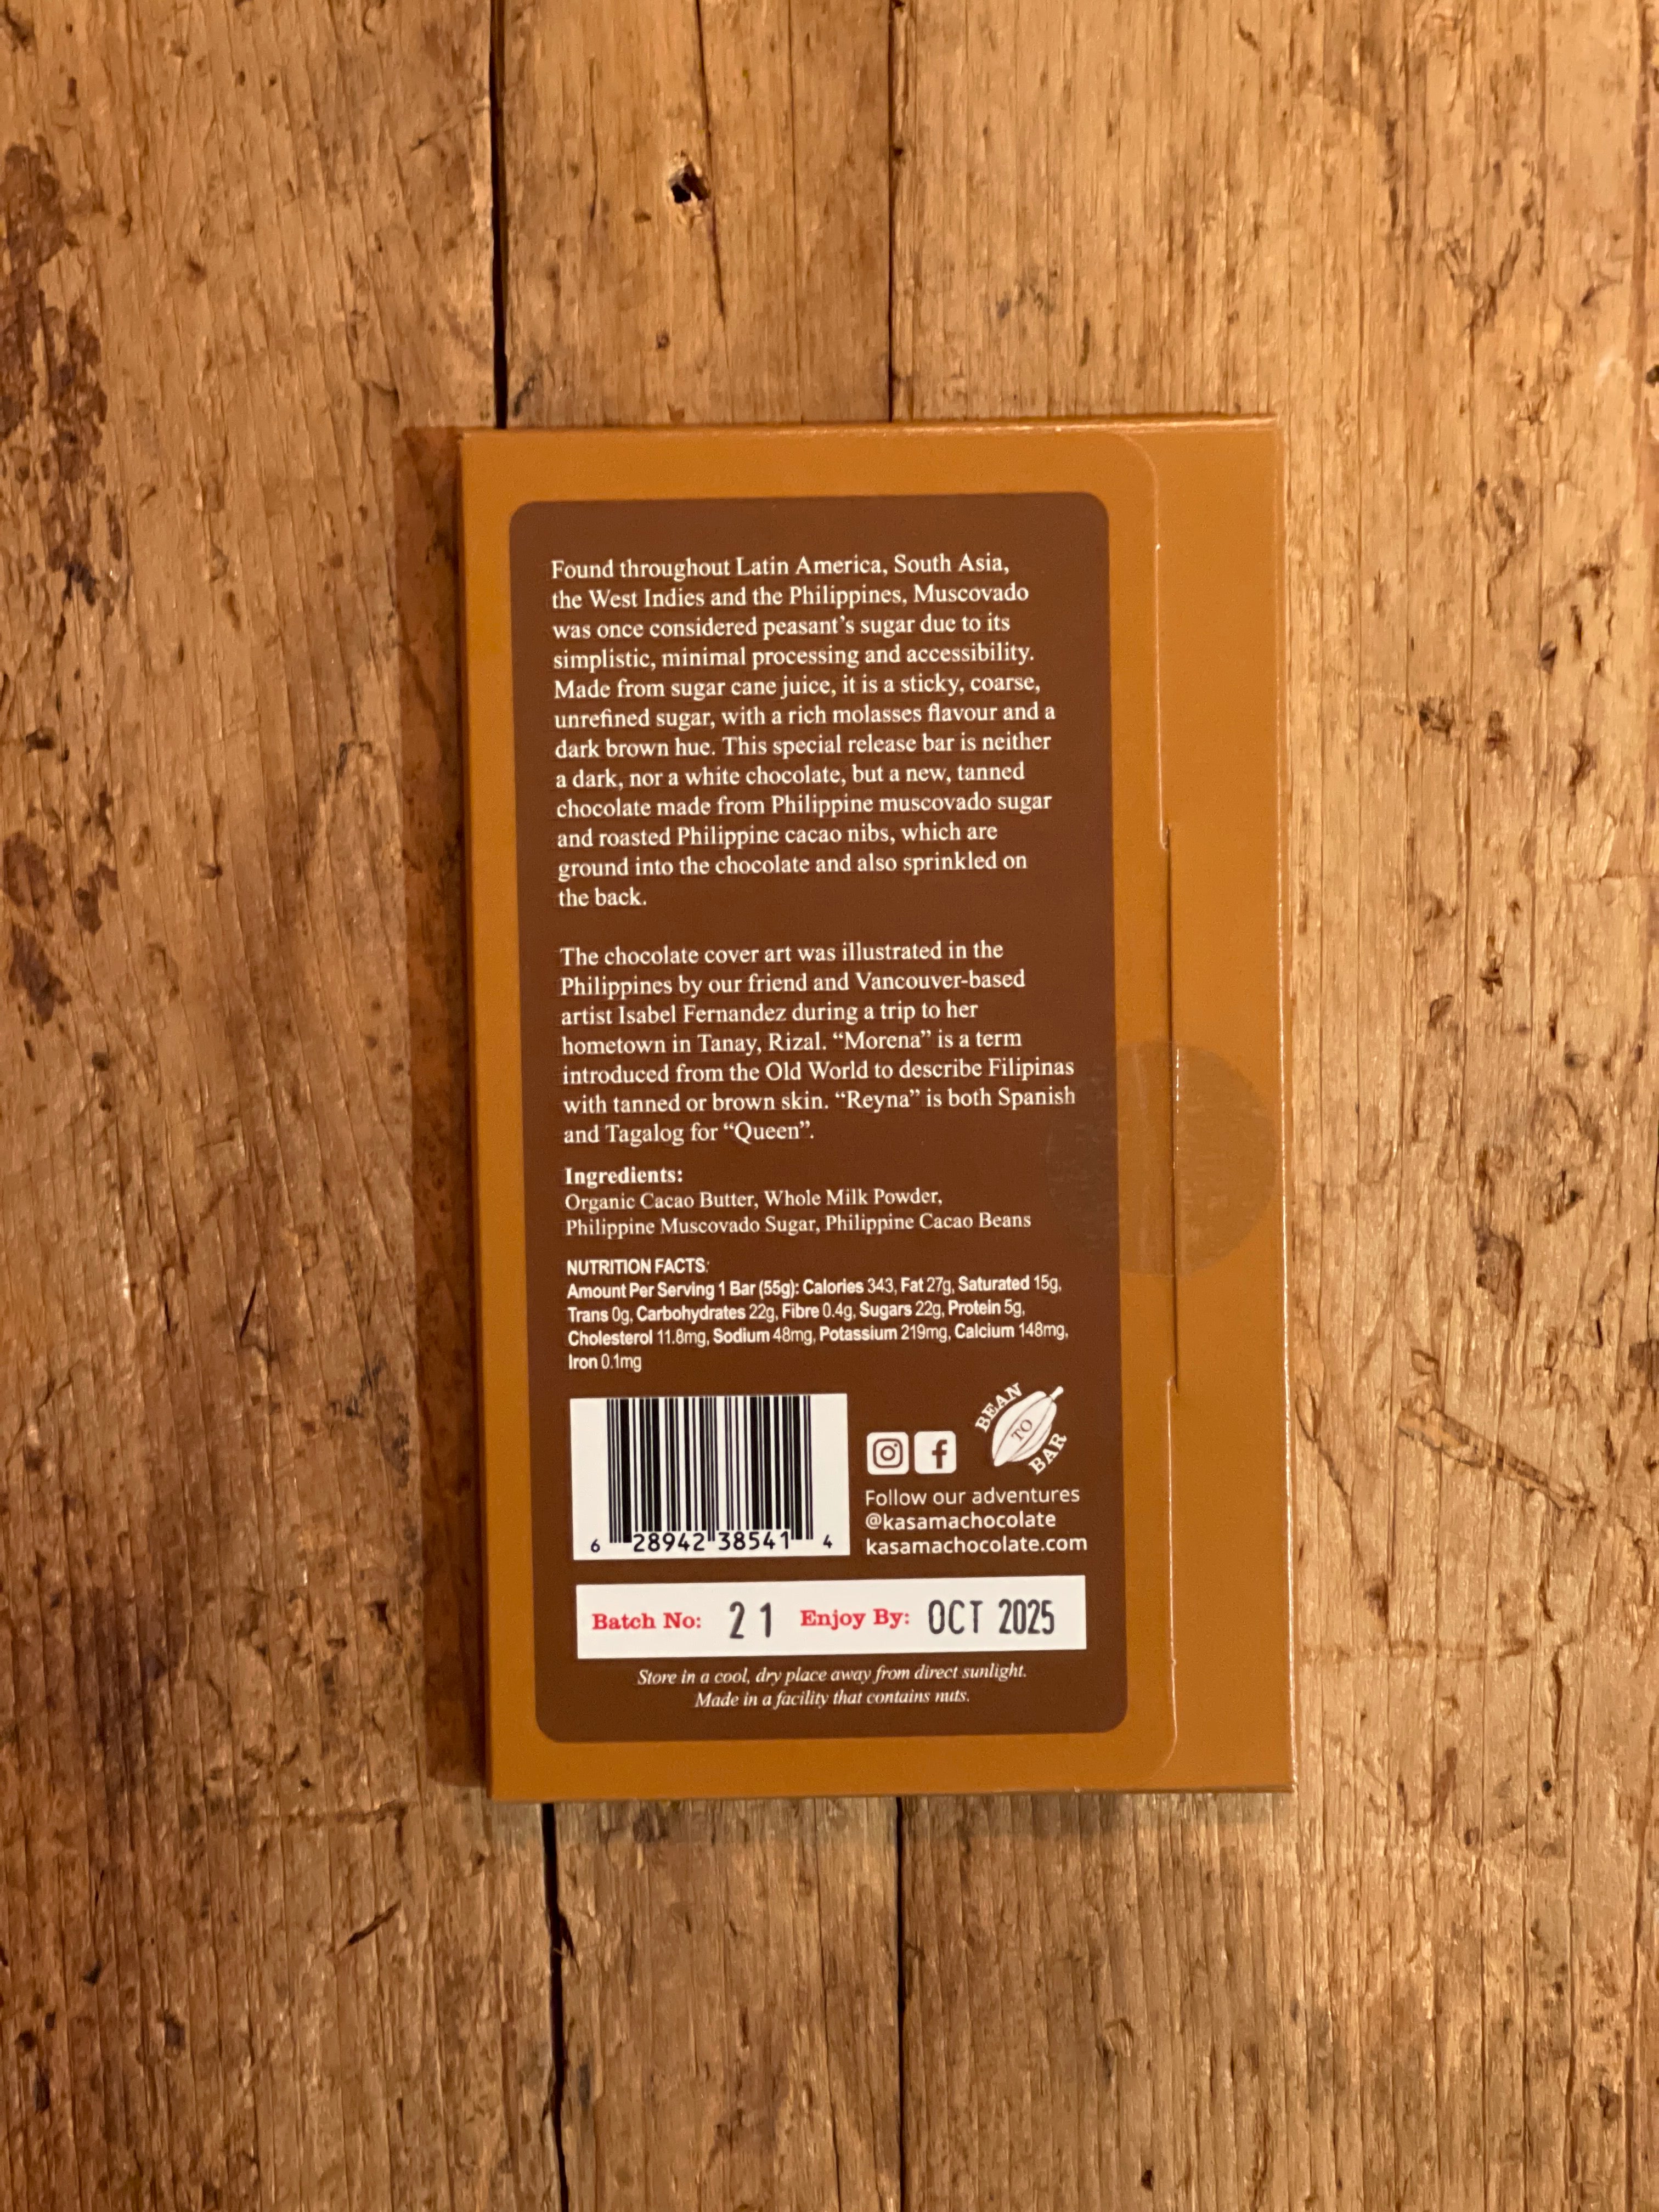 Found throughout Latin America, South Asia,
the West Indies and the Philippines, Muscovado
was once considered peasant’s sugar due to its
simplistic, minimal processing and accessibility.
Made from sugar cane juice, it is a sticky, coarse,
unrefined sugar, with a rich molasses flavour and a
dark brown hue. This special release bar is neither
a dark, nor a white chocolate, but a new, tanned
chocolate made from Philippine muscovado sugar
and roasted Philippine cacao nibs, which are
ground into the chocolate and also sprinkled on
the back.
The chocolate cover art was illustrated in the
Philippines by our friend and Vancouver-based
artist Isabel Fernandez during a trip to her
hometown in Tanay, Rizal. “Morena” is a term
introduced from the Old World to describe Filipinas
with tanned or brown skin. “Reyna” is both Spanish
and Tagalog for “Queen”.
Ingredients:
Organic Cacao Butter, Whole Milk Powder,
Philippine Muscovado Sugar, Philippine Cacao Beans
NUTRITION FACTS:
Amount Per Serving 1 Bar (55g): Calories 343, Fat 27g, Saturated 15g,
Trans 0g, Carbohydrates 22g, Fibre 0.4g, Sugars 22g, Protein 5g,
Cholesterol 11.8mg, Sodium 48mg, Potassium 219mg, Calcium 148mg,
Iron 0.1mg
6 28942 38541 4
BEAN TO BAR
Follow our adventures
@kasamachocolate
kasamachocolate.com
Batch No: 21 Enjoy By: OCT 2025
Store in a cool, dry place away from direct sunlight.
Made in a facility that contains nuts.